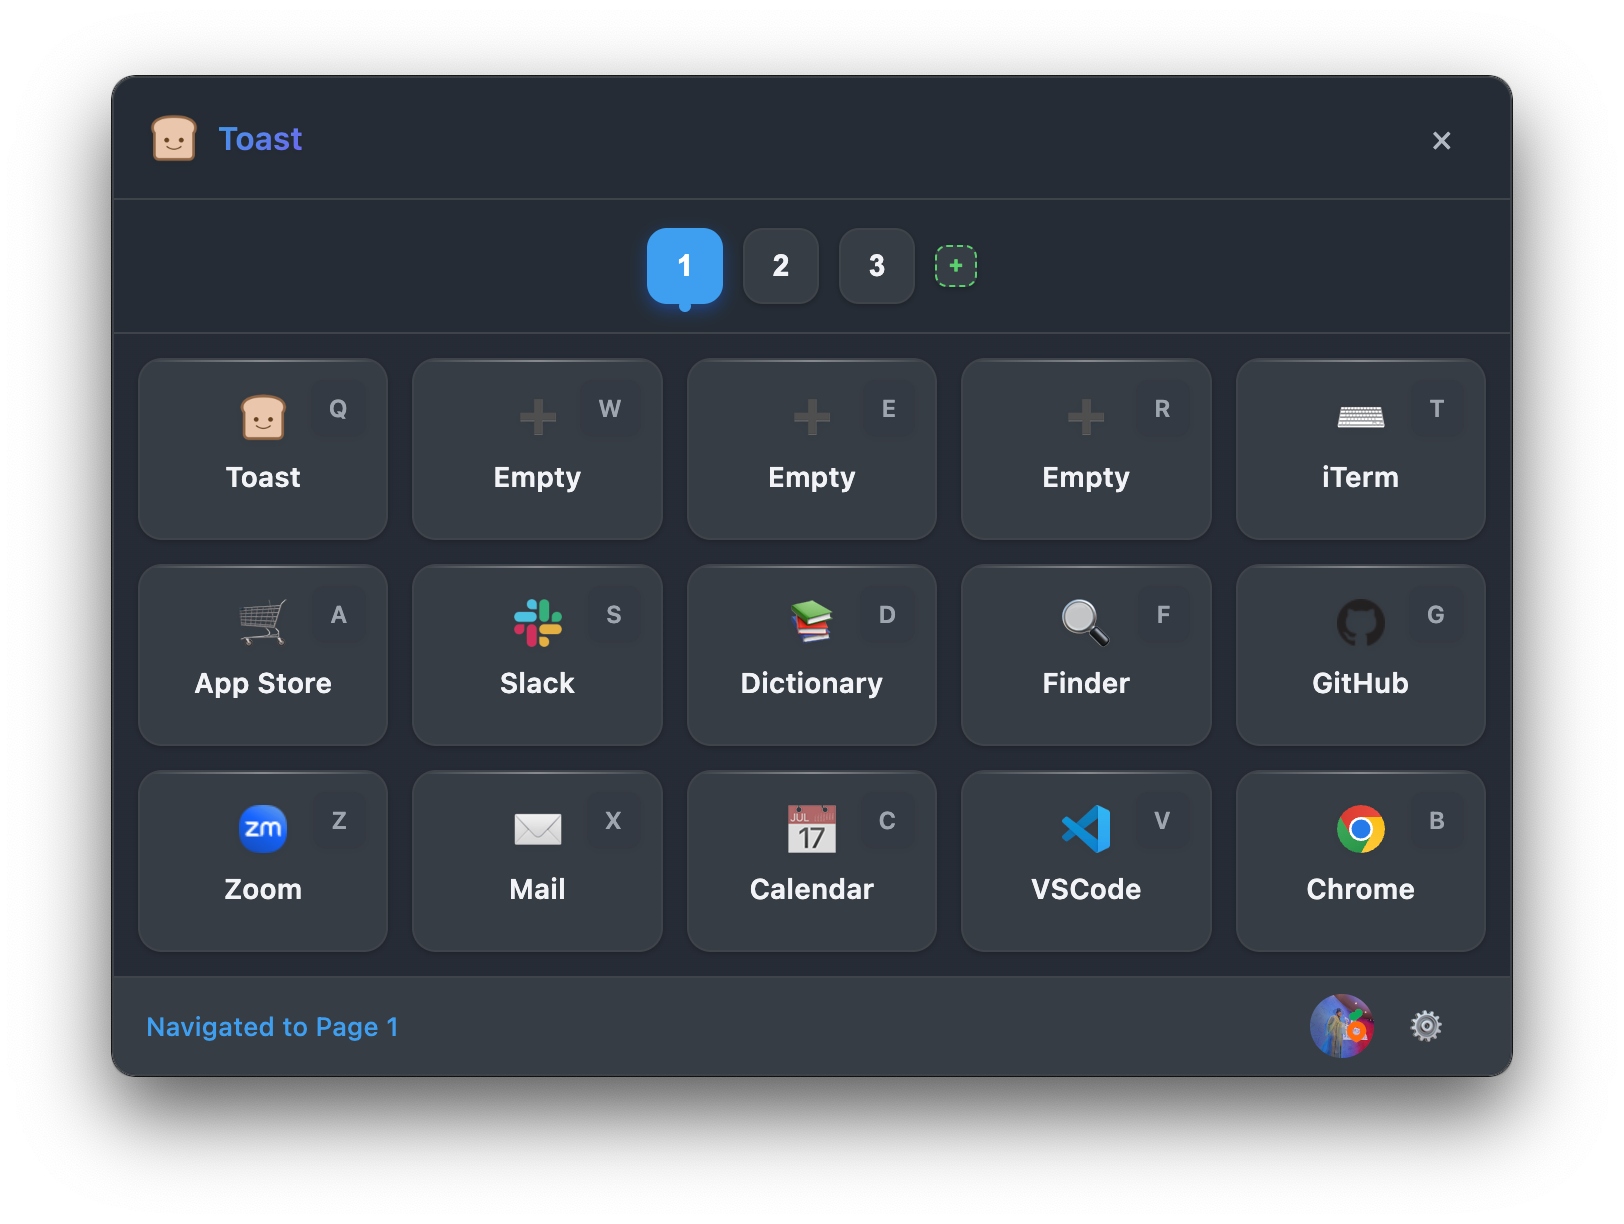 Toast
×
1 2 3 +
Q W E R T
Toast Empty Empty Empty iTerm
A S D F G
App Store Slack Dictionary Finder GitHub
zm Z X JUL C V B
17
Zoom Mail Calendar VSCode Chrome
Navigated to Page 1